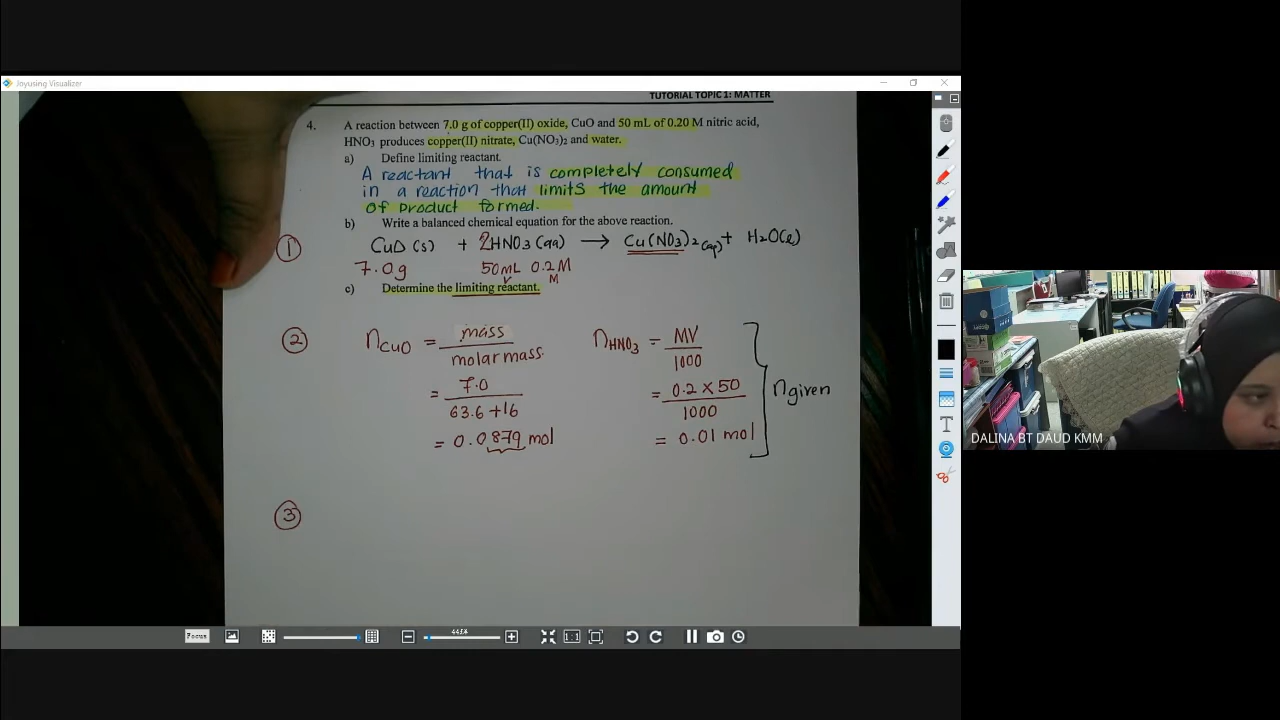 Joyusing Visualizer
TUTORIAL TOPIC 1: MATTER
4. A reaction between 7.0 g of copper(II) oxide, CuO and 50 mL of 0.20 M nitric acid,
HNO₃ produces copper(II) nitrate, Cu(NO₃)₂ and water.
a) Define limiting reactant.
A reactant that is completely consumed
in a reaction that limits the amount
of product formed.
b) Write a balanced chemical equation for the above reaction.
① CuO (s) + 2HNO₃ (aq) → Cu(NO₃)₂ (aq) + H₂O(l)
7.0g 50mL 0.2M
V M
c) Determine the limiting reactant.
② nCuO = mass / molar mass nHNO₃ = MV / 1000
= 7.0 / 63.6 + 16 = 0.2 × 50 / 1000 n given
= 0.0879 mol = 0.01 mol
③
DALINA BT DAUD KMM
Focus
1:1